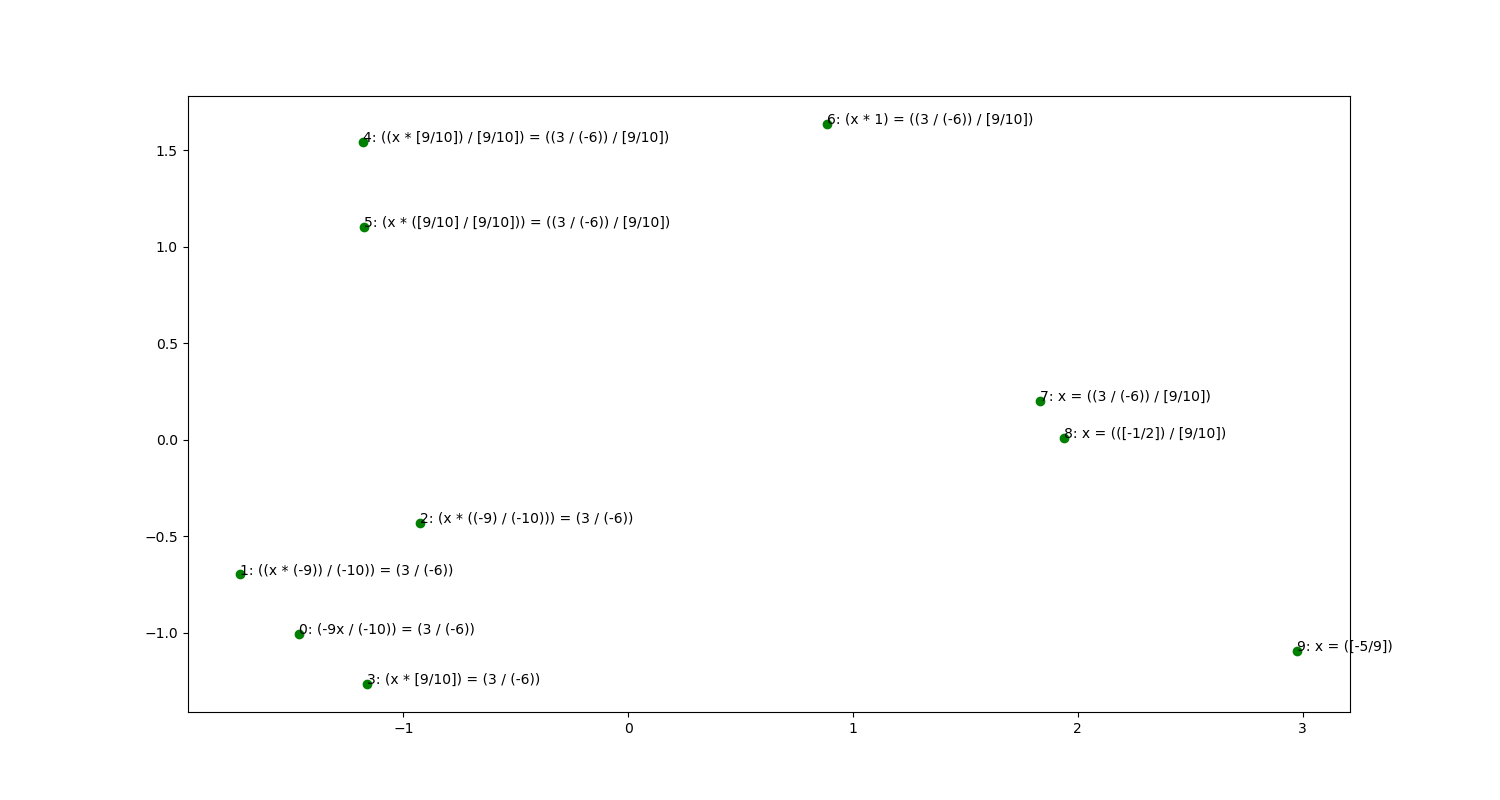 6: (x * 1) = ((3 / (-6)) / [9/10])
4: ((x * [9/10]) / [9/10]) = ((3 / (-6)) / [9/10])
1.5
5: (x * ([9/10] / [9/10])) = ((3 / (-6)) / [9/10])
1.0
0.5
7: x = ((3 / (-6)) / [9/10])
8: x = (([-1/2]) / [9/10])
0.0
2: (x * ((-9) / (-10))) = (3 / (-6))
−0.5
1: ((x * (-9)) / (-10)) = (3 / (-6))
0: (-9x / (-10)) = (3 / (-6))
−1.0
9: x = ([-5/9])
3: (x * [9/10]) = (3 / (-6))
−1 0 1 2 3